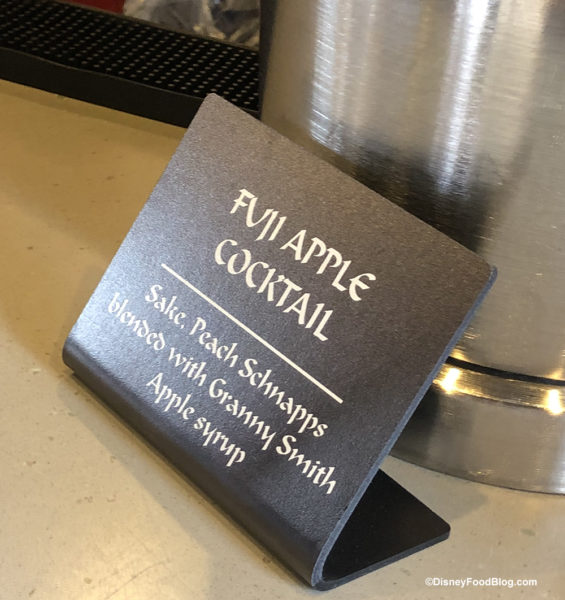 FUJI APPLE
COCKTAIL
Sake, Peach Schnapps
blended with Granny Smith
Apple syrup
©DisneyFoodBlog.com